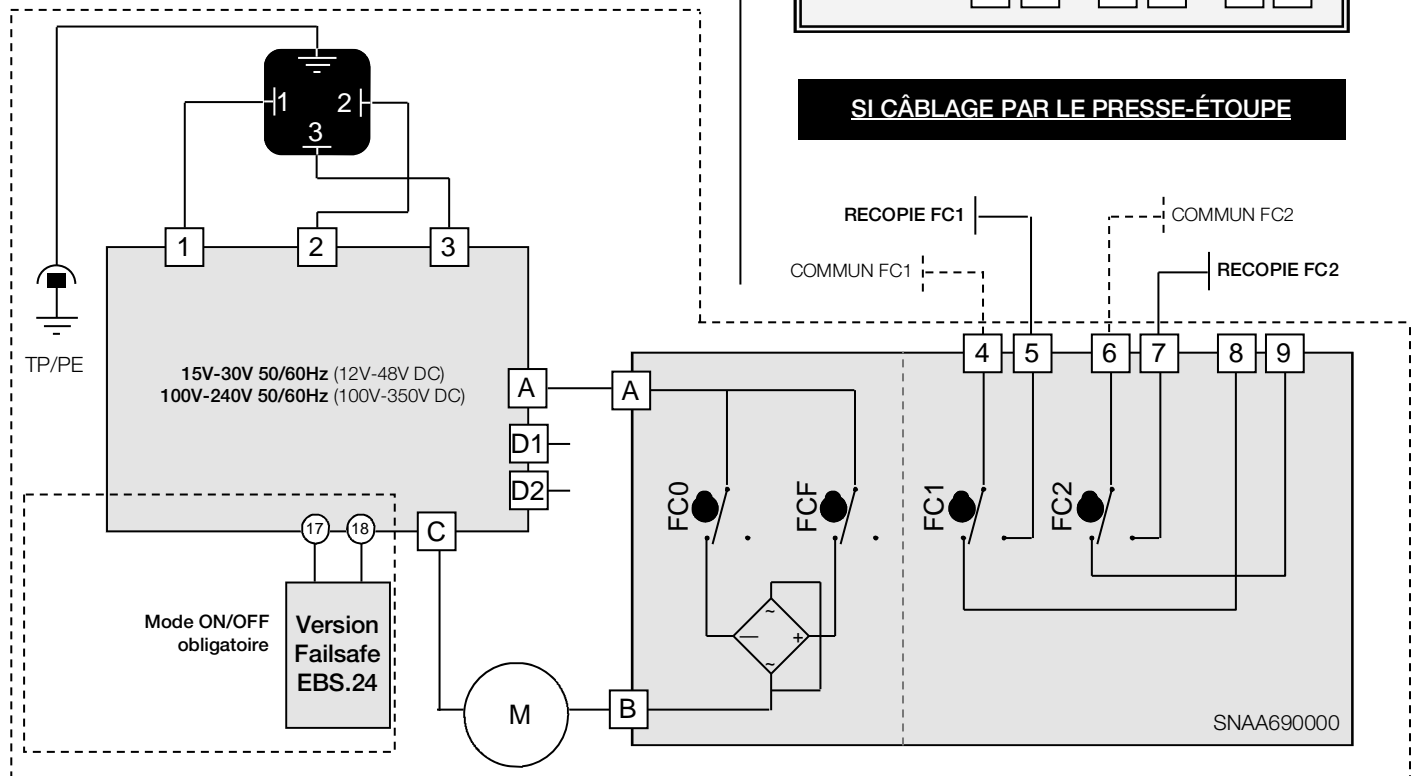 SI CÂBLAGE PAR LE PRESSE-ÉTOUPE
1
2
3
RECOPIE FC1
COMMUN FC2
COMMUN FC1
RECOPIE FC2
1
2
3
4
5
6
7
8
9
TP/PE
15V-30V 50/60Hz (12V-48V DC)
100V-240V 50/60Hz (100V-350V DC)
A
A
D1
D2
FC0
FCF
FC1
FC2
17
18
C
~
—
+
~
Mode ON/OFF
obligatoire
Version
Failsafe
EBS.24
M
B
SNAA690000